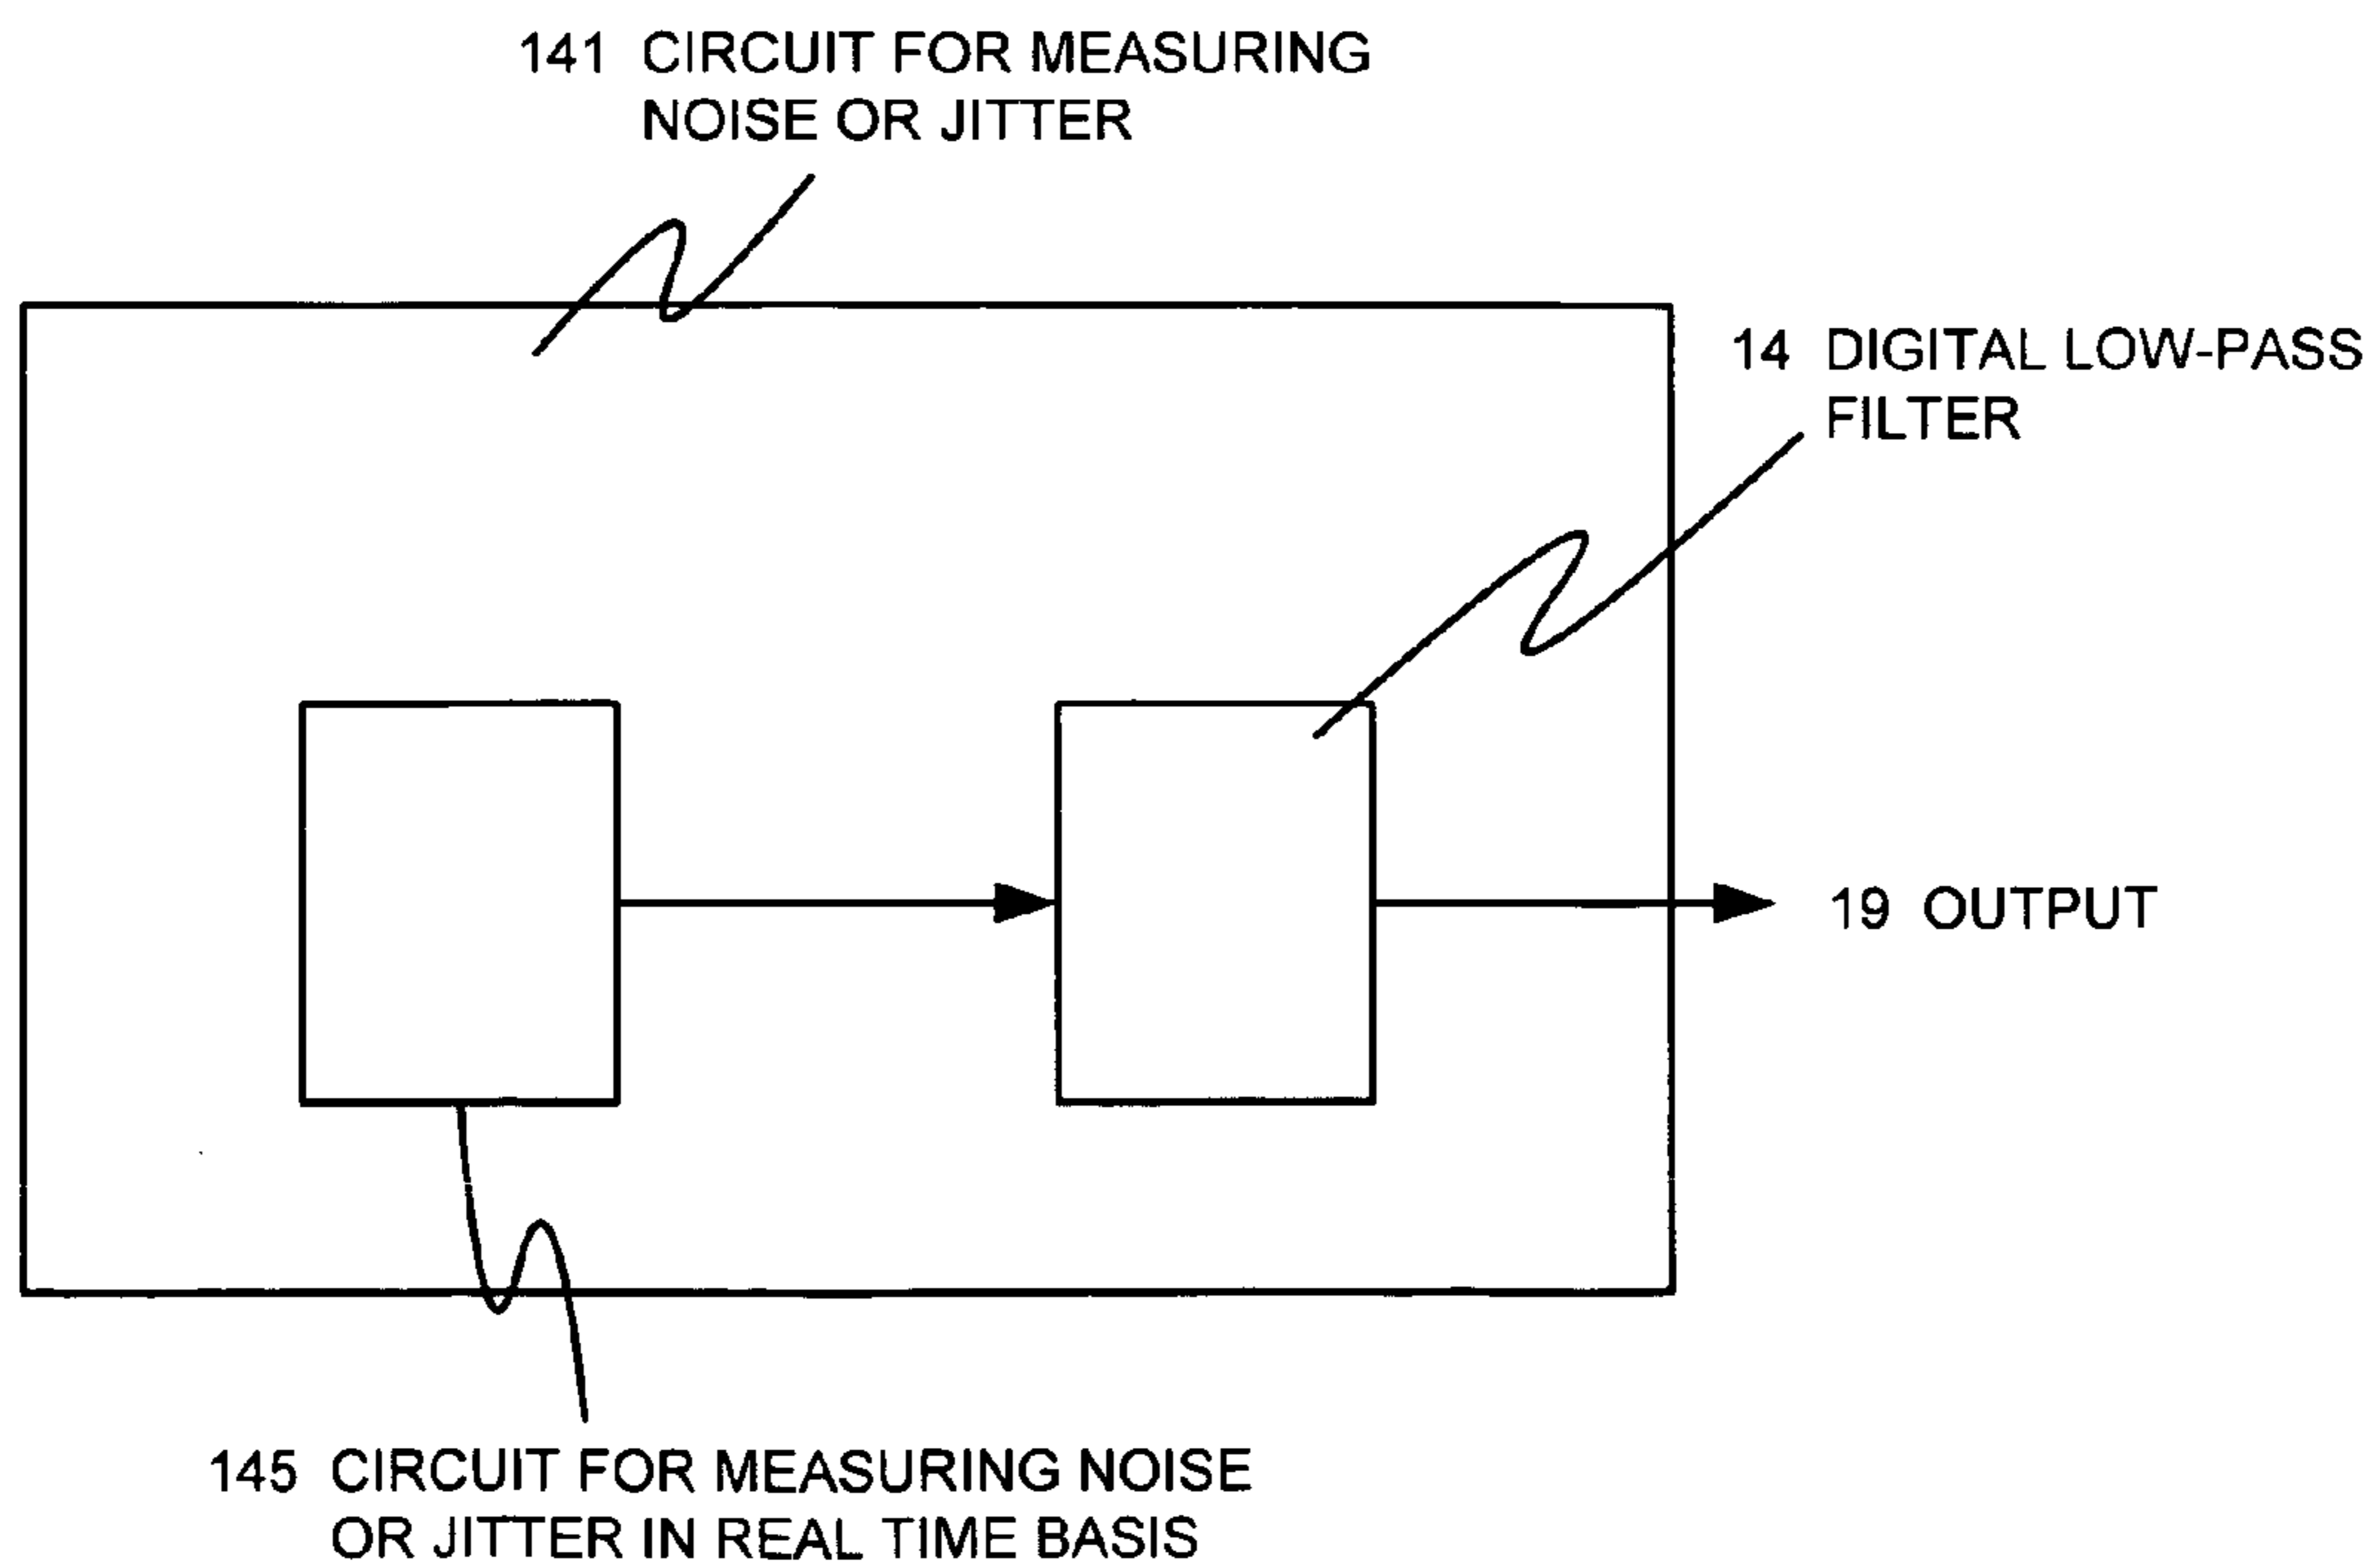 141 CIRCUIT FOR MEASURING
NOISE OR JITTER
14 DIGITAL LOW-PASS
FILTER
19 OUTPUT
145 CIRCUIT FOR MEASURING NOISE
OR JITTER IN REAL TIME BASIS